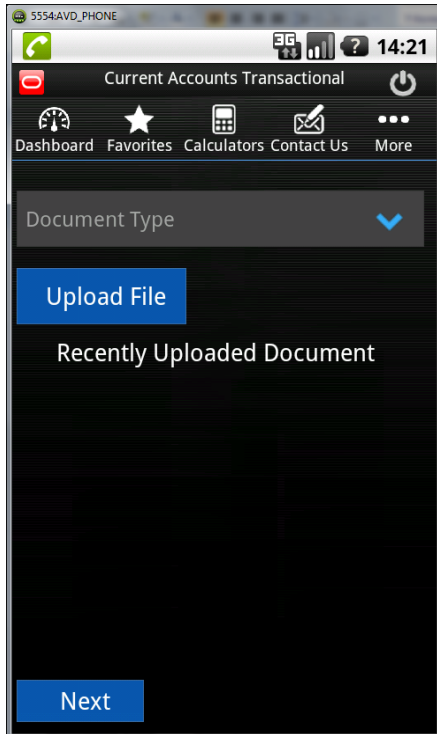 5554:AVD_PHONE
3G 14:21
Current Accounts Transactional
Dashboard Favorites Calculators Contact Us More
Document Type
Upload File
Recently Uploaded Document
Next